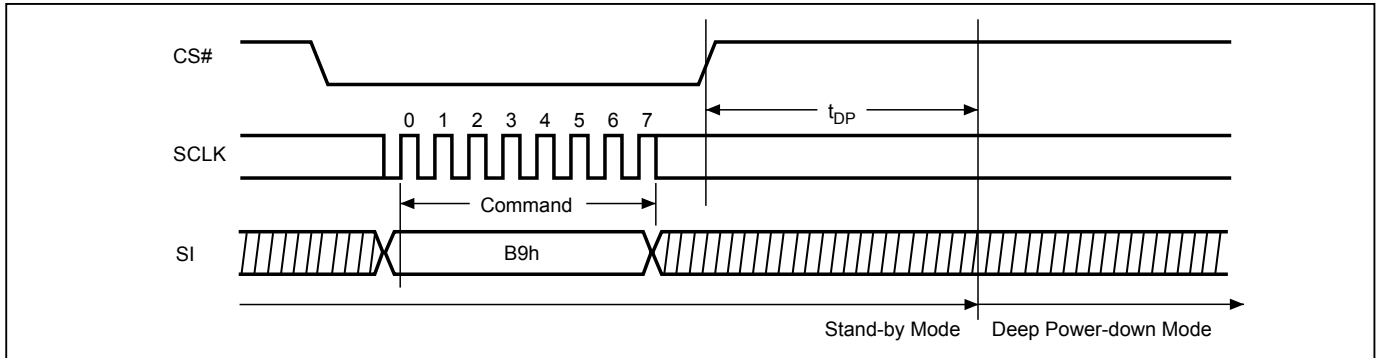 CS#
tDP
0 1 2 3 4 5 6 7
SCLK
Command
SI
B9h
Stand-by Mode
Deep Power-down Mode